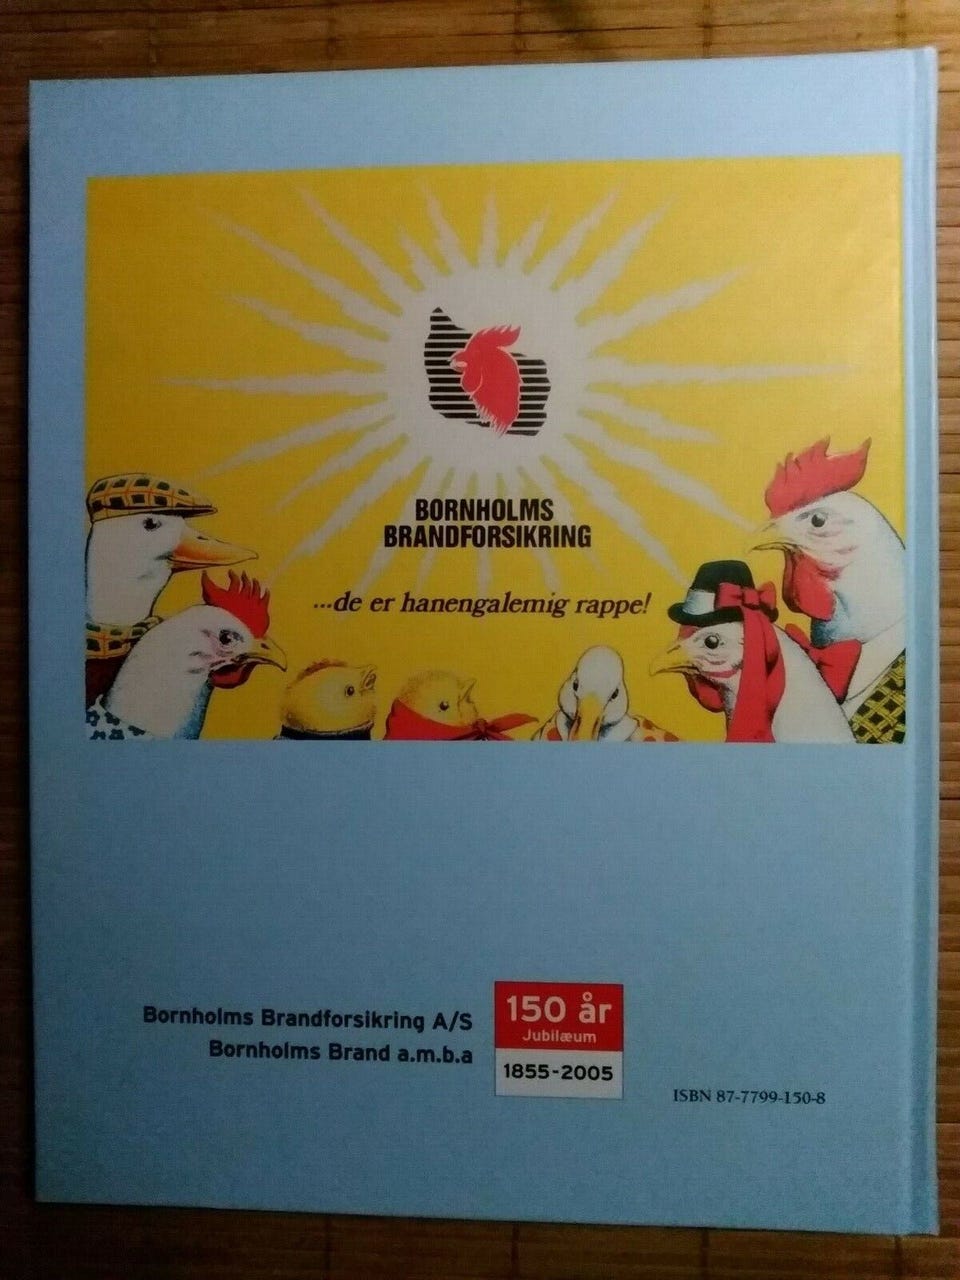 BORNHOLMS
BRANDFORSIKRING
...de er hanengalemig rappe!
Bornholms Brandforsikring A/S
Bornholms Brand a.m.b.a
150 år
Jubilæum
1855-2005
ISBN 87-7799-150-8